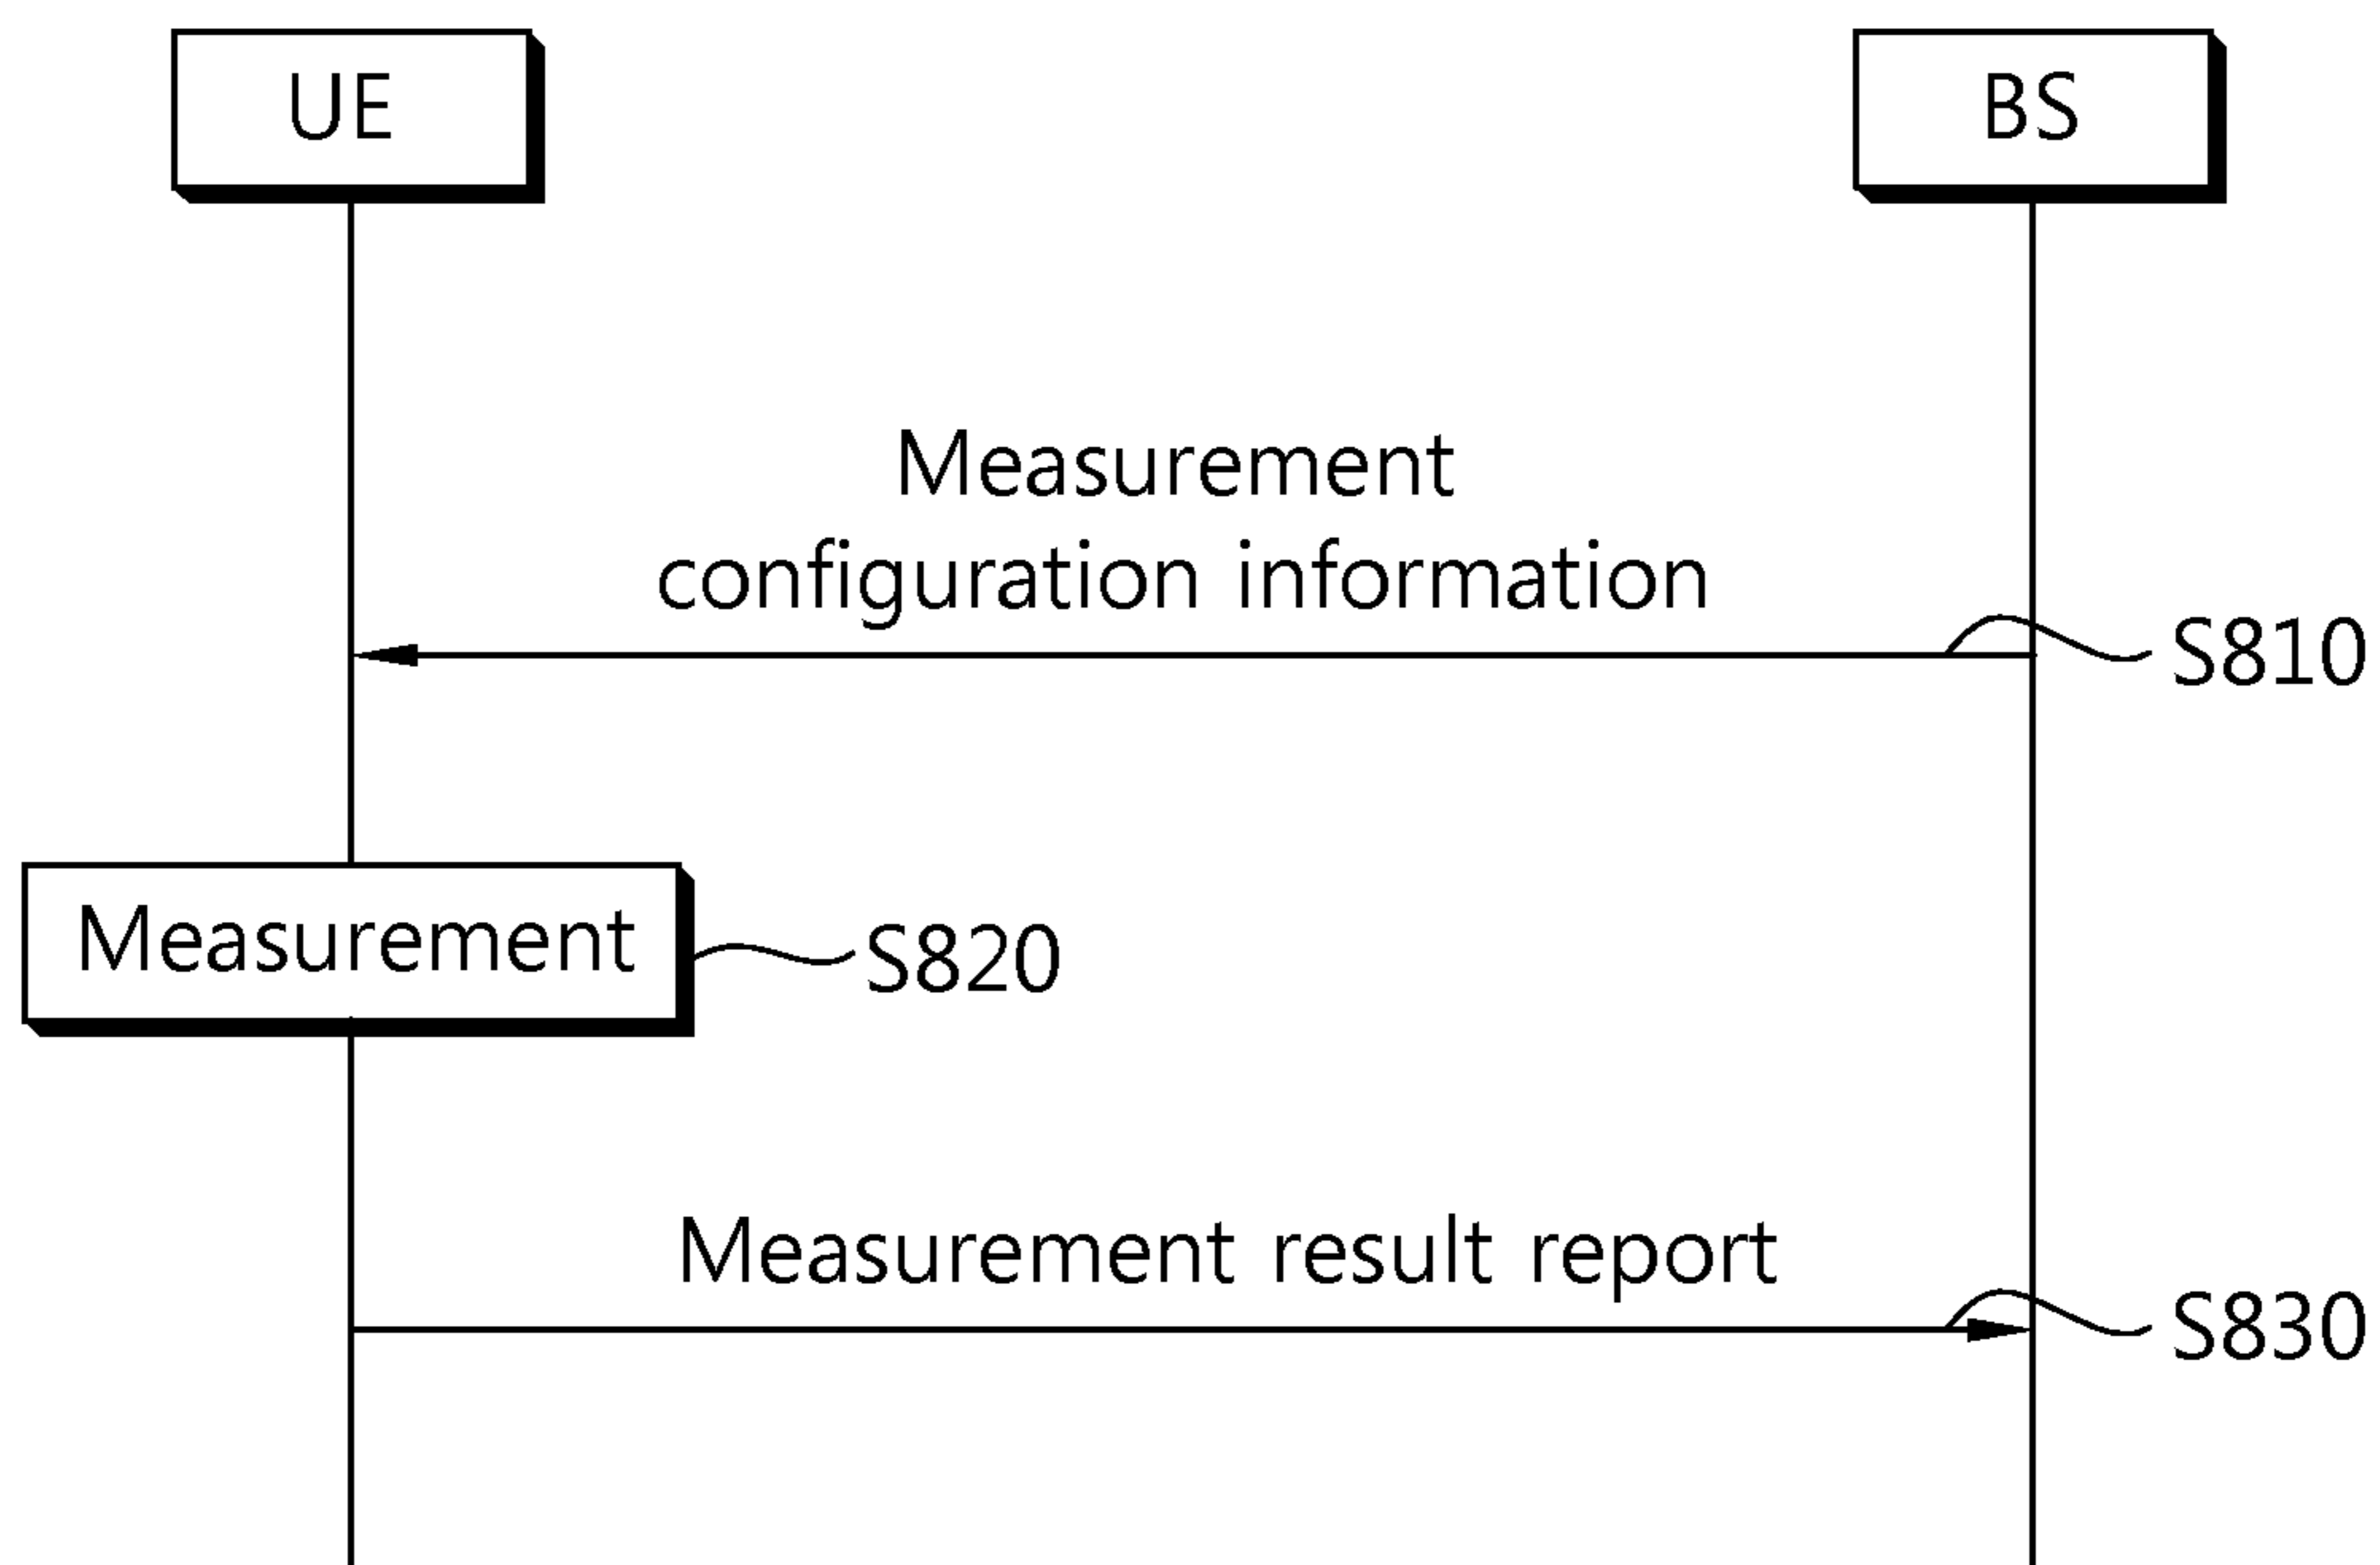 UE
BS
Measurement
configuration information
S810
Measurement
S820
Measurement result report
S830